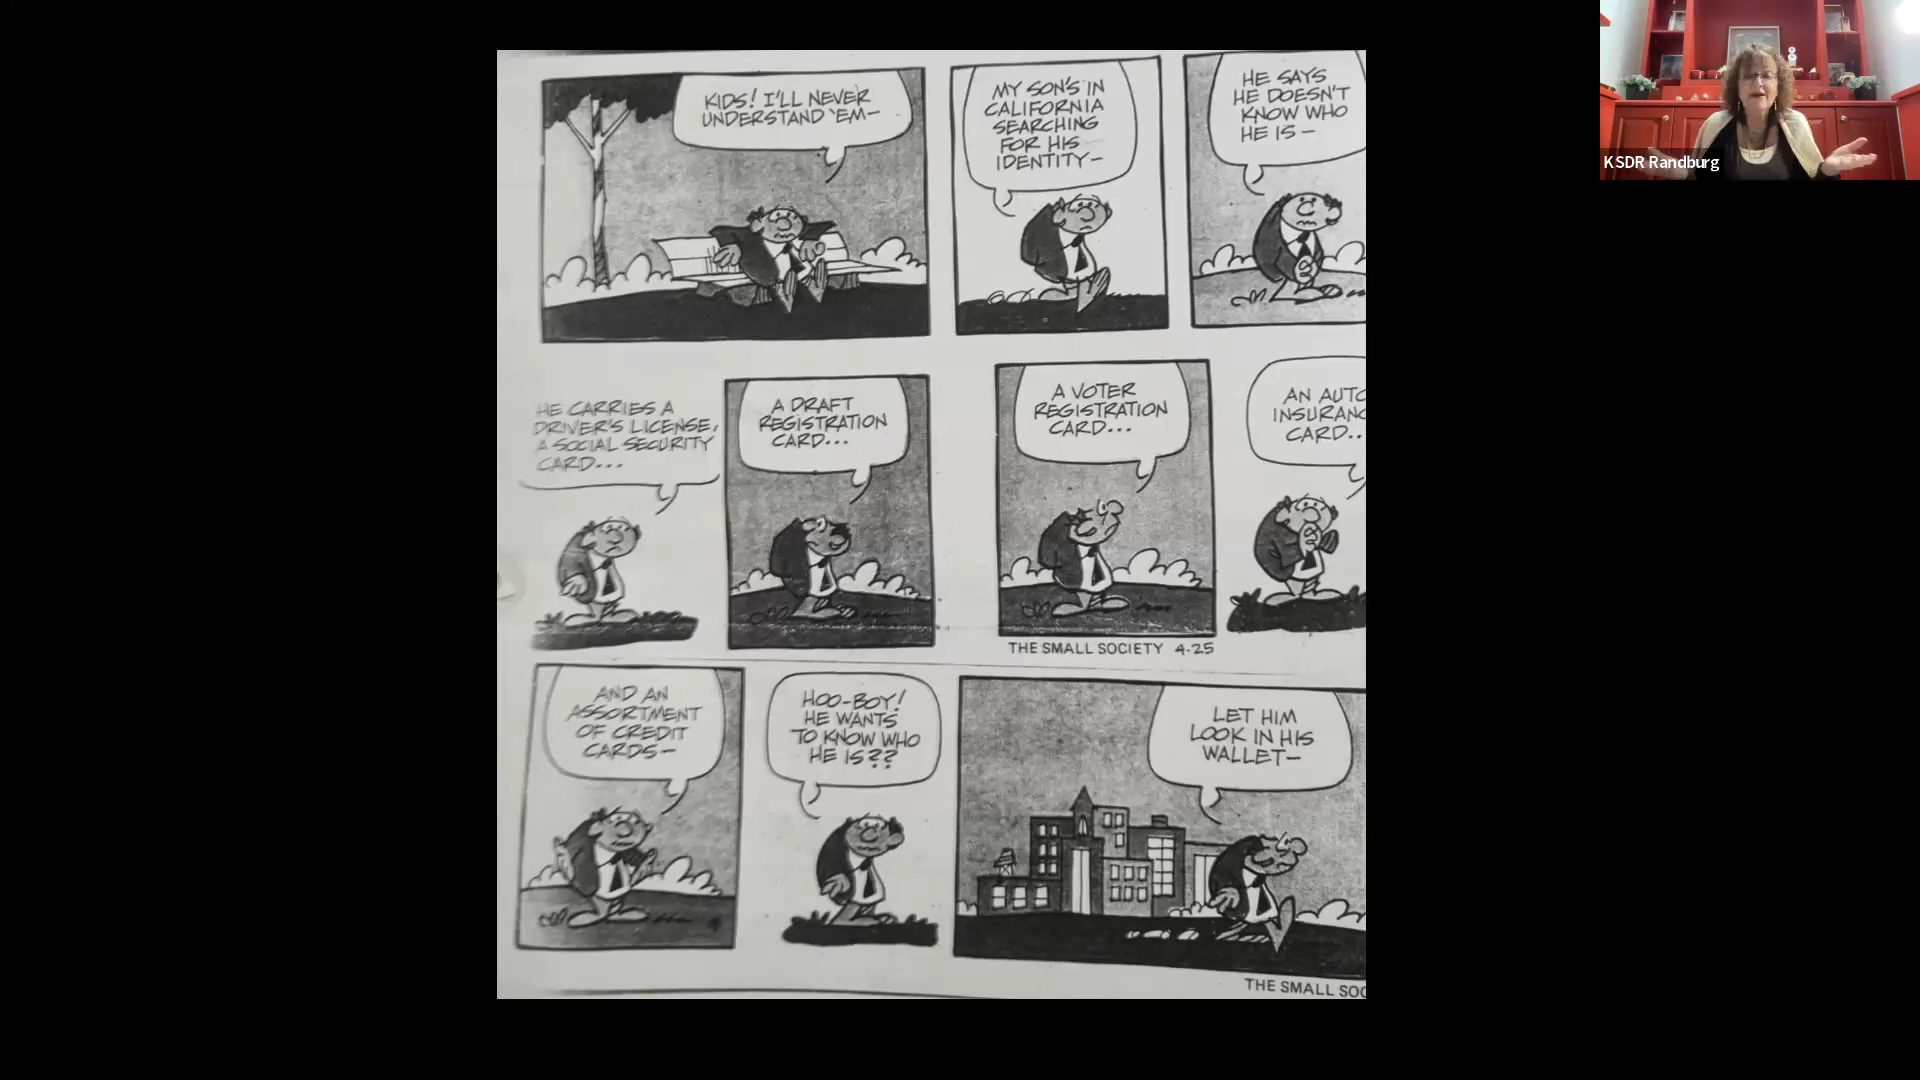 KIDS! I'LL NEVER
UNDERSTAND 'EM—
MY SON'S IN
CALIFORNIA
SEARCHING
FOR HIS
IDENTITY—
HE SAYS
HE DOESN'T
KNOW WHO
HE IS—
HE CARRIES A
DRIVER'S LICENSE,
A SOCIAL SECURITY
CARD...
A DRAFT
REGISTRATION
CARD...
A VOTER
REGISTRATION
CARD...
AN AUTO
INSURANC
CARD..
THE SMALL SOCIETY 4-25
AND AN
ASSORTMENT
OF CREDIT
CARDS—
HOO-BOY!
HE WANTS
TO KNOW WHO
HE IS??
LET HIM
LOOK IN HIS
WALLET—
THE SMALL SOC
KSDR Randburg